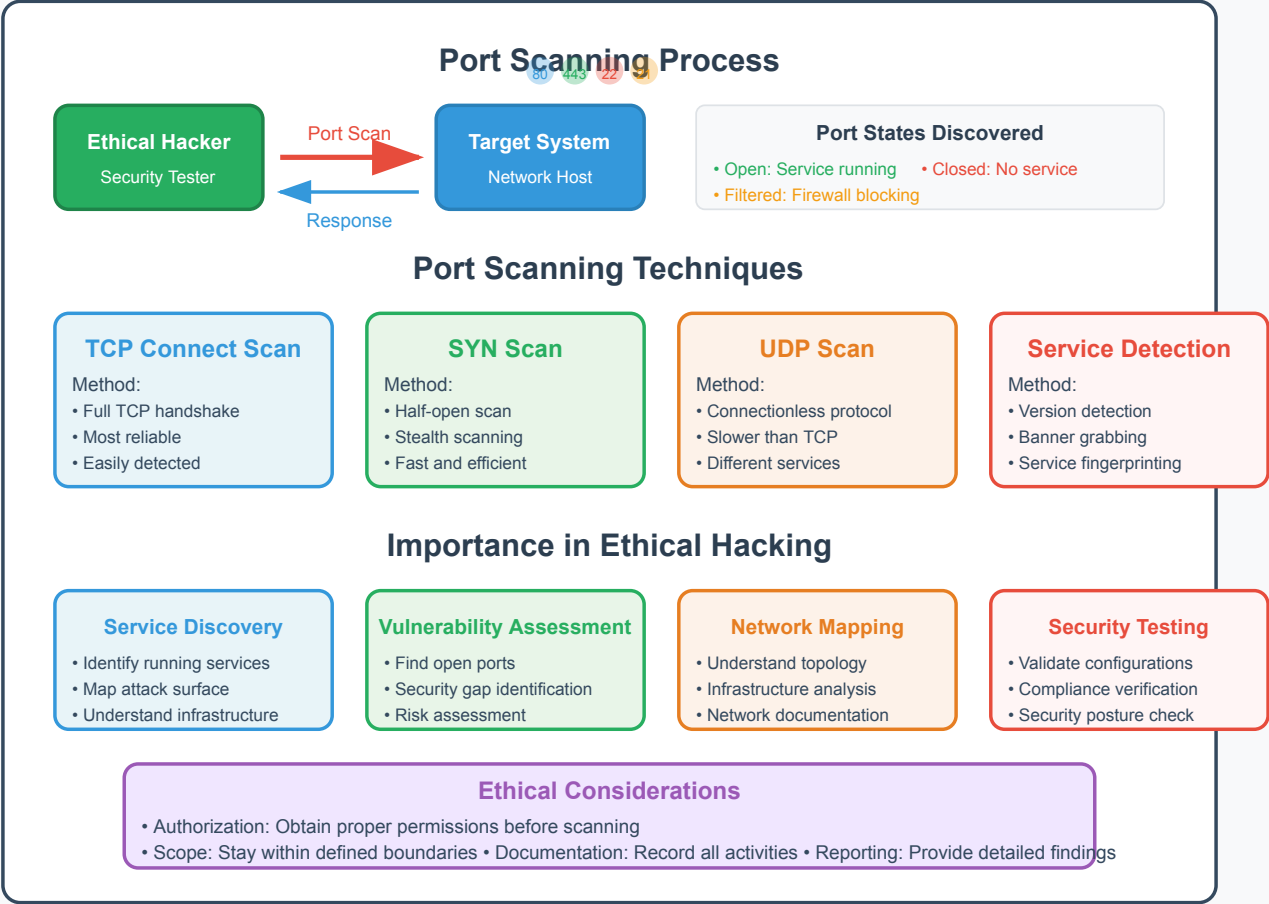 Port Scanning Process
80 443 22
Ethical Hacker
Security Tester
Port Scan
Response
Target System
Network Host
Port States Discovered
• Open: Service running • Closed: No service
• Filtered: Firewall blocking
Port Scanning Techniques
TCP Connect Scan
Method:
• Full TCP handshake
• Most reliable
• Easily detected
SYN Scan
Method:
• Half-open scan
• Stealth scanning
• Fast and efficient
UDP Scan
Method:
• Connectionless protocol
• Slower than TCP
• Different services
Service Detection
Method:
• Version detection
• Banner grabbing
• Service fingerprinting
Importance in Ethical Hacking
Service Discovery
• Identify running services
• Map attack surface
• Understand infrastructure
Vulnerability Assessment
• Find open ports
• Security gap identification
• Risk assessment
Network Mapping
• Understand topology
• Infrastructure analysis
• Network documentation
Security Testing
• Validate configurations
• Compliance verification
• Security posture check
Ethical Considerations
• Authorization: Obtain proper permissions before scanning
• Scope: Stay within defined boundaries • Documentation: Record all activities • Reporting: Provide detailed findings